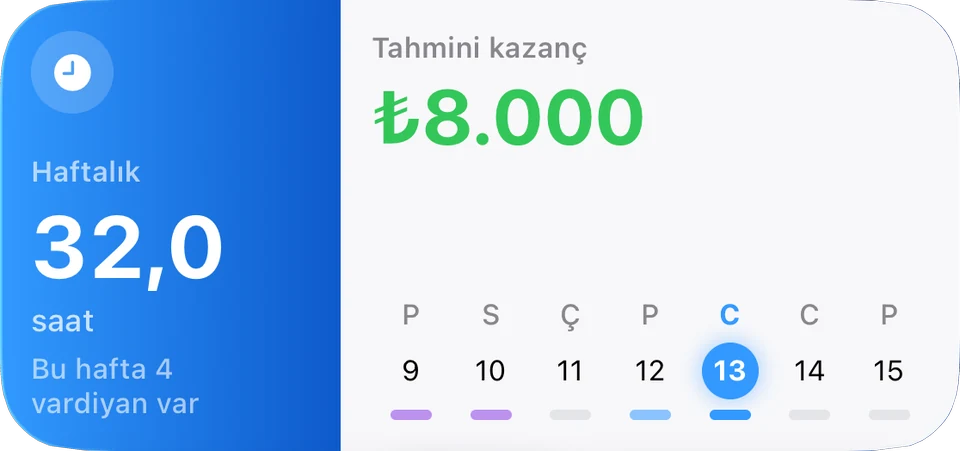 Haftalık
32,0
saat
Bu hafta 4
vardiyan var
Tahmini kazanç
₺8.000
P S Ç P C C P
9 10 11 12 13 14 15